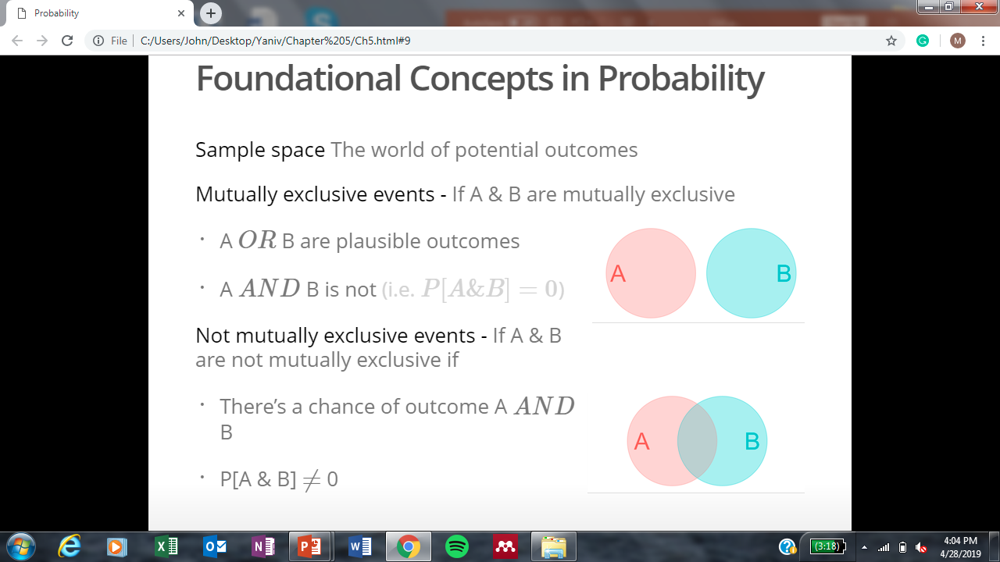 Probability
File
C:/Users/John/Desktop/Yaniv/Chapter%205/Ch5.html#9
M
Foundational Concepts in Probability
Sample space The world of potential outcomes
Mutually exclusive events - If A & B are mutually exclusive
· A OR B are plausible outcomes
· A AND B is not (i.e. P[A&B] = 0)
A B
Not mutually exclusive events - If A & B
are not mutually exclusive if
· There’s a chance of outcome A AND
B
· P[A & B] ≠ 0
A B
(3:18)
4:04 PM
4/28/2019